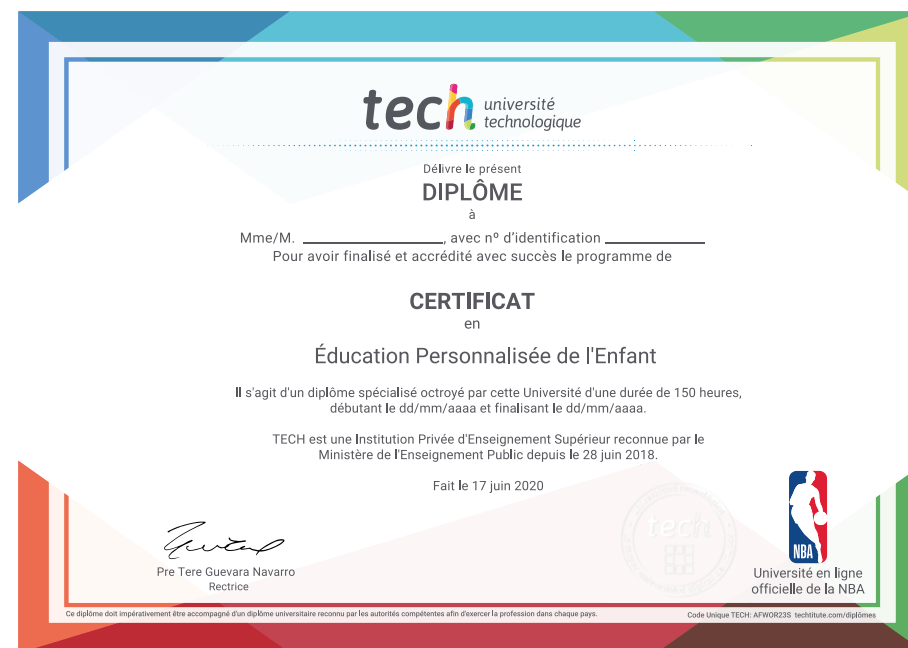 tech université
technologique
Délivre le présent
DIPLÔME
à
Mme/M. ____________________, avec nº d'identification ______________
Pour avoir finalisé et accrédité avec succès le programme de
CERTIFICAT
en
Éducation Personnalisée de l'Enfant
Il s'agit d'un diplôme spécialisé octroyé par cette Université d'une durée de 150 heures,
débutant le dd/mm/aaaa et finalisant le dd/mm/aaaa.
TECH est une Institution Privée d'Enseignement Supérieur reconnue par le
Ministère de l'Enseignement Public depuis le 28 juin 2018.
Fait le 17 juin 2020
tech
Pre Tere Guevara Navarro
Rectrice
NBA
Université en ligne
officielle de la NBA
Ce diplôme doit impérativement être accompagné d'un diplôme universitaire reconnu par les autorités compétentes afin d'exercer la profession dans chaque pays.
Code Unique TECH: AFWOR23S techtitute.com/diplômes